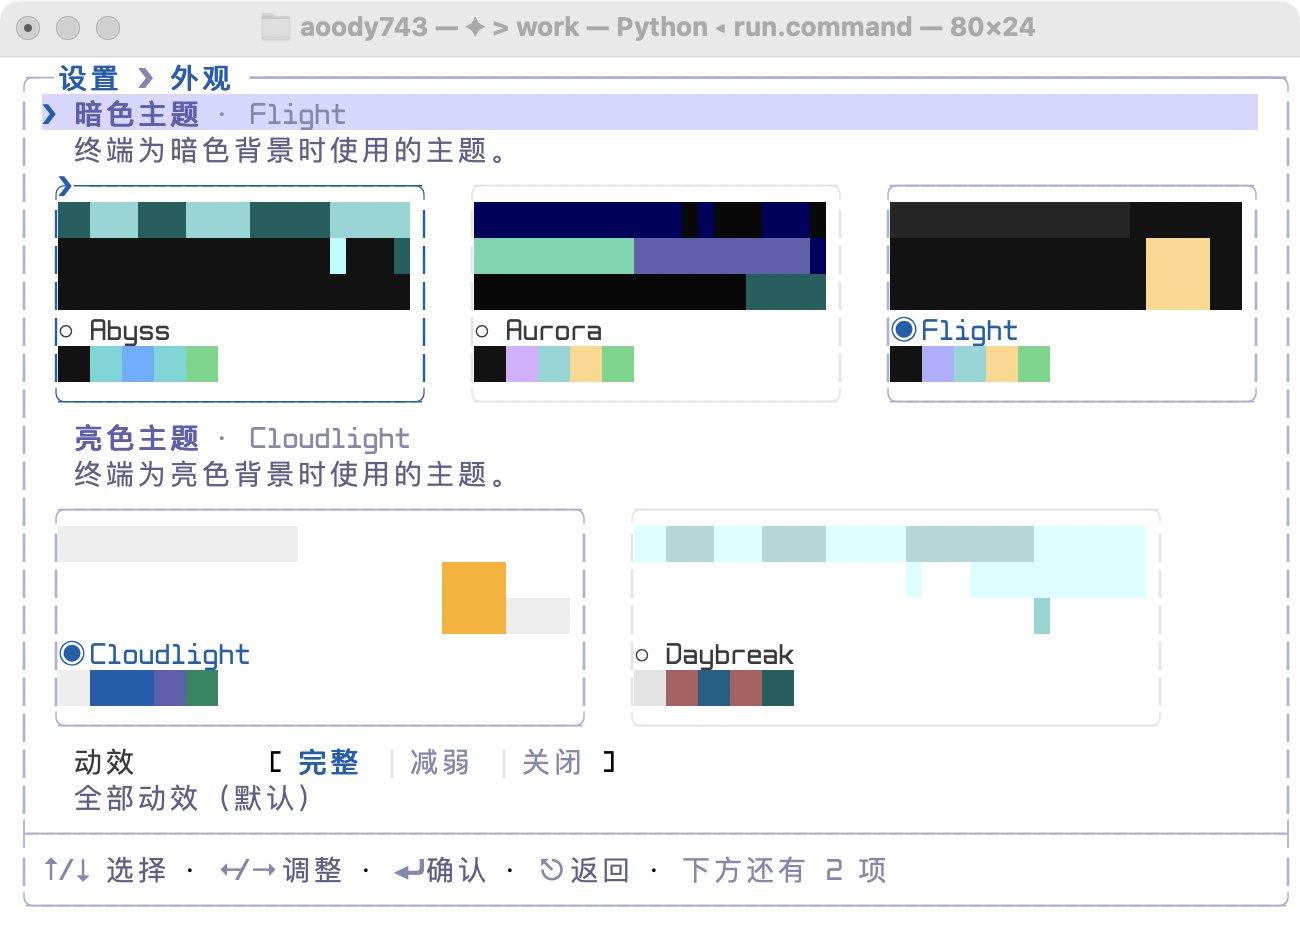 aoody743 — ✦ > work — Python ◂ run.command — 80×24
设置 › 外观
› 暗色主题 · Flight
终端为暗色背景时使用的主题。
›
○ Abyss ○ Aurora ◉ Flight
亮色主题 · Cloudlight
终端为亮色背景时使用的主题。
◉ Cloudlight ○ Daybreak
动效 [ 完整 | 减弱 | 关闭 ]
全部动效（默认）
↑/↓ 选择 · ←/→ 调整 · ↵ 确认 · ⎋ 返回 · 下方还有 2 项